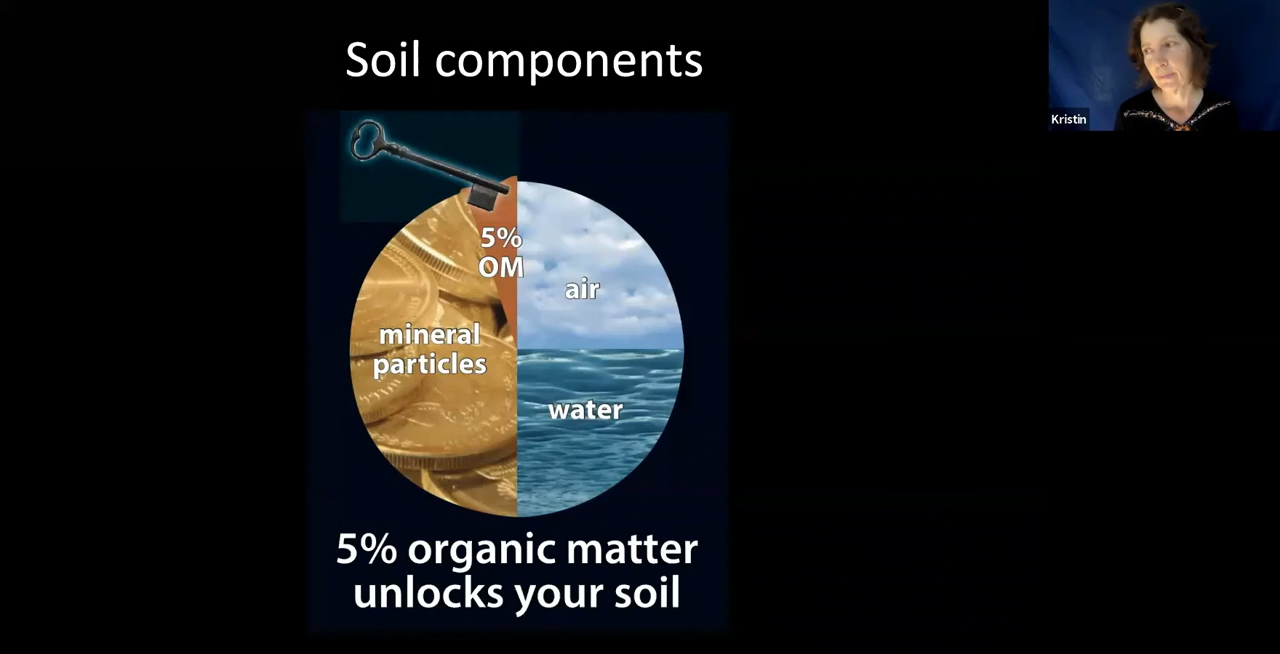 Soil components
Kristin
5%
OM
air
mineral
particles
water
5% organic matter
unlocks your soil